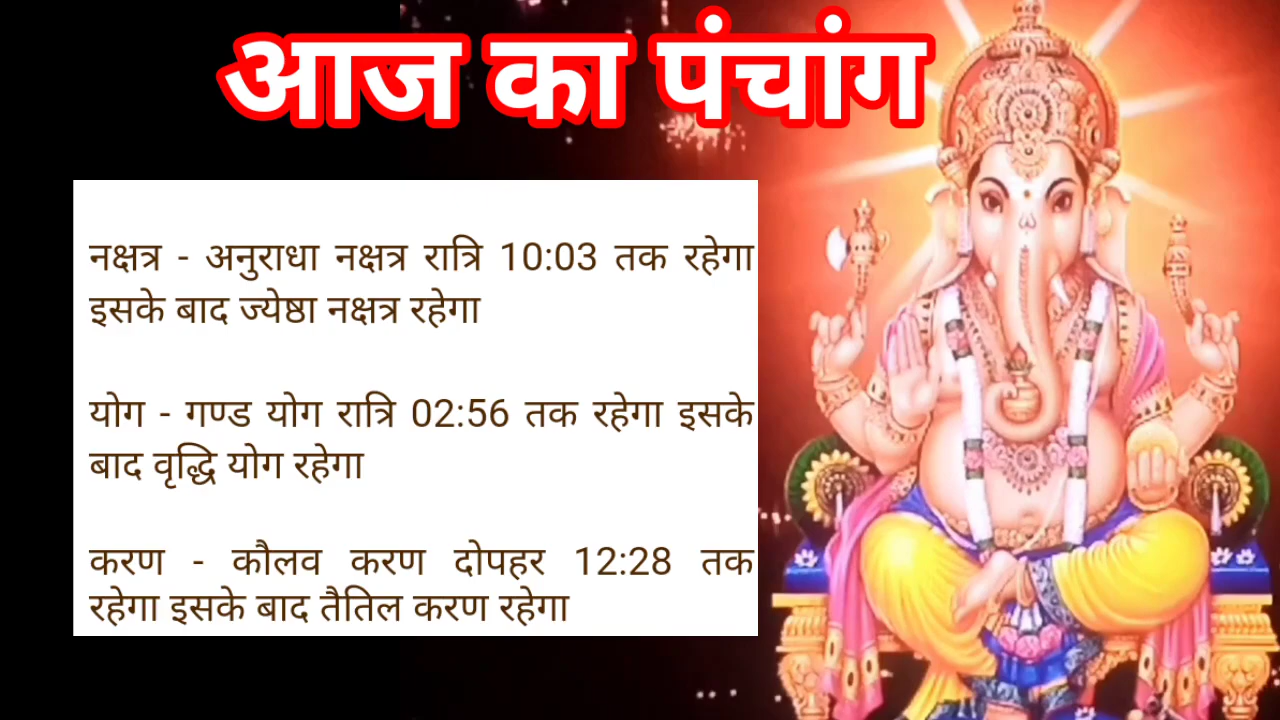 आज का पंचांग
नक्षत्र - अनुराधा नक्षत्र रात्रि 10:03 तक रहेगा
इसके बाद ज्येष्ठा नक्षत्र रहेगा
योग - गण्ड योग रात्रि 02:56 तक रहेगा इसके
बाद वृद्धि योग रहेगा
करण - कौलव करण दोपहर 12:28 तक
रहेगा इसके बाद तैतिल करण रहेगा